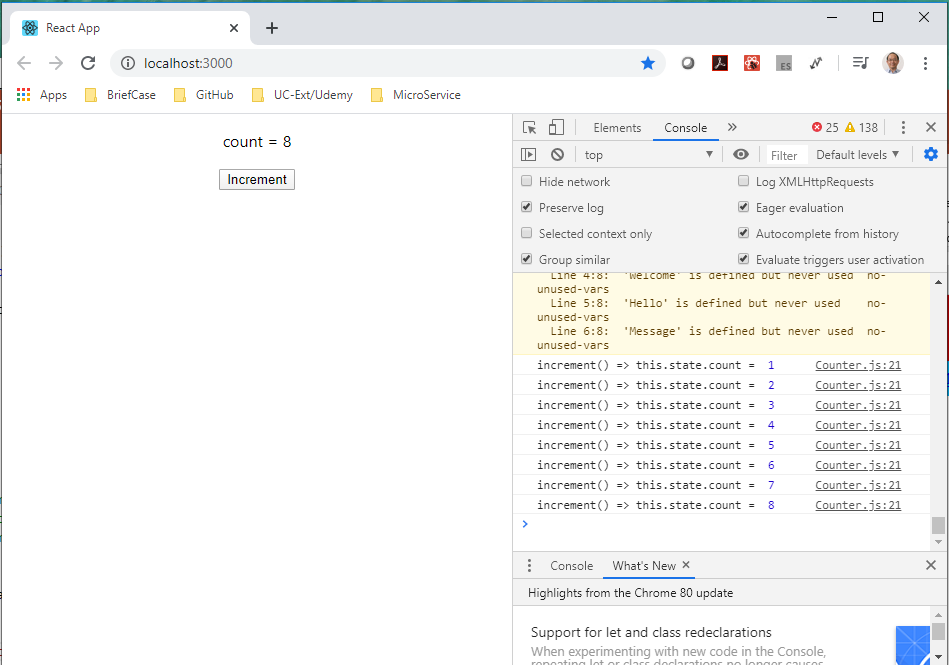 React App
localhost:3000
ES
Apps BriefCase GitHub UC-Ext/Udemy MicroService
count = 8
Increment
Elements Console 25 138
top Filter Default levels
Hide network Log XMLHttpRequests
Preserve log Eager evaluation
Selected context only Autocomplete from history
Group similar Evaluate triggers user activation
Line 4:8: 'Welcome' is defined but never used no-
unused-vars
Line 5:8: 'Hello' is defined but never used no-
unused-vars
Line 6:8: 'Message' is defined but never used no-
unused-vars
increment() => this.state.count = 1 Counter.js:21
increment() => this.state.count = 2 Counter.js:21
increment() => this.state.count = 3 Counter.js:21
increment() => this.state.count = 4 Counter.js:21
increment() => this.state.count = 5 Counter.js:21
increment() => this.state.count = 6 Counter.js:21
increment() => this.state.count = 7 Counter.js:21
increment() => this.state.count = 8 Counter.js:21
Console What's New
Highlights from the Chrome 80 update
Support for let and class redeclarations
When experimenting with new code in the Console,
repeating let or class declarations no longer causes